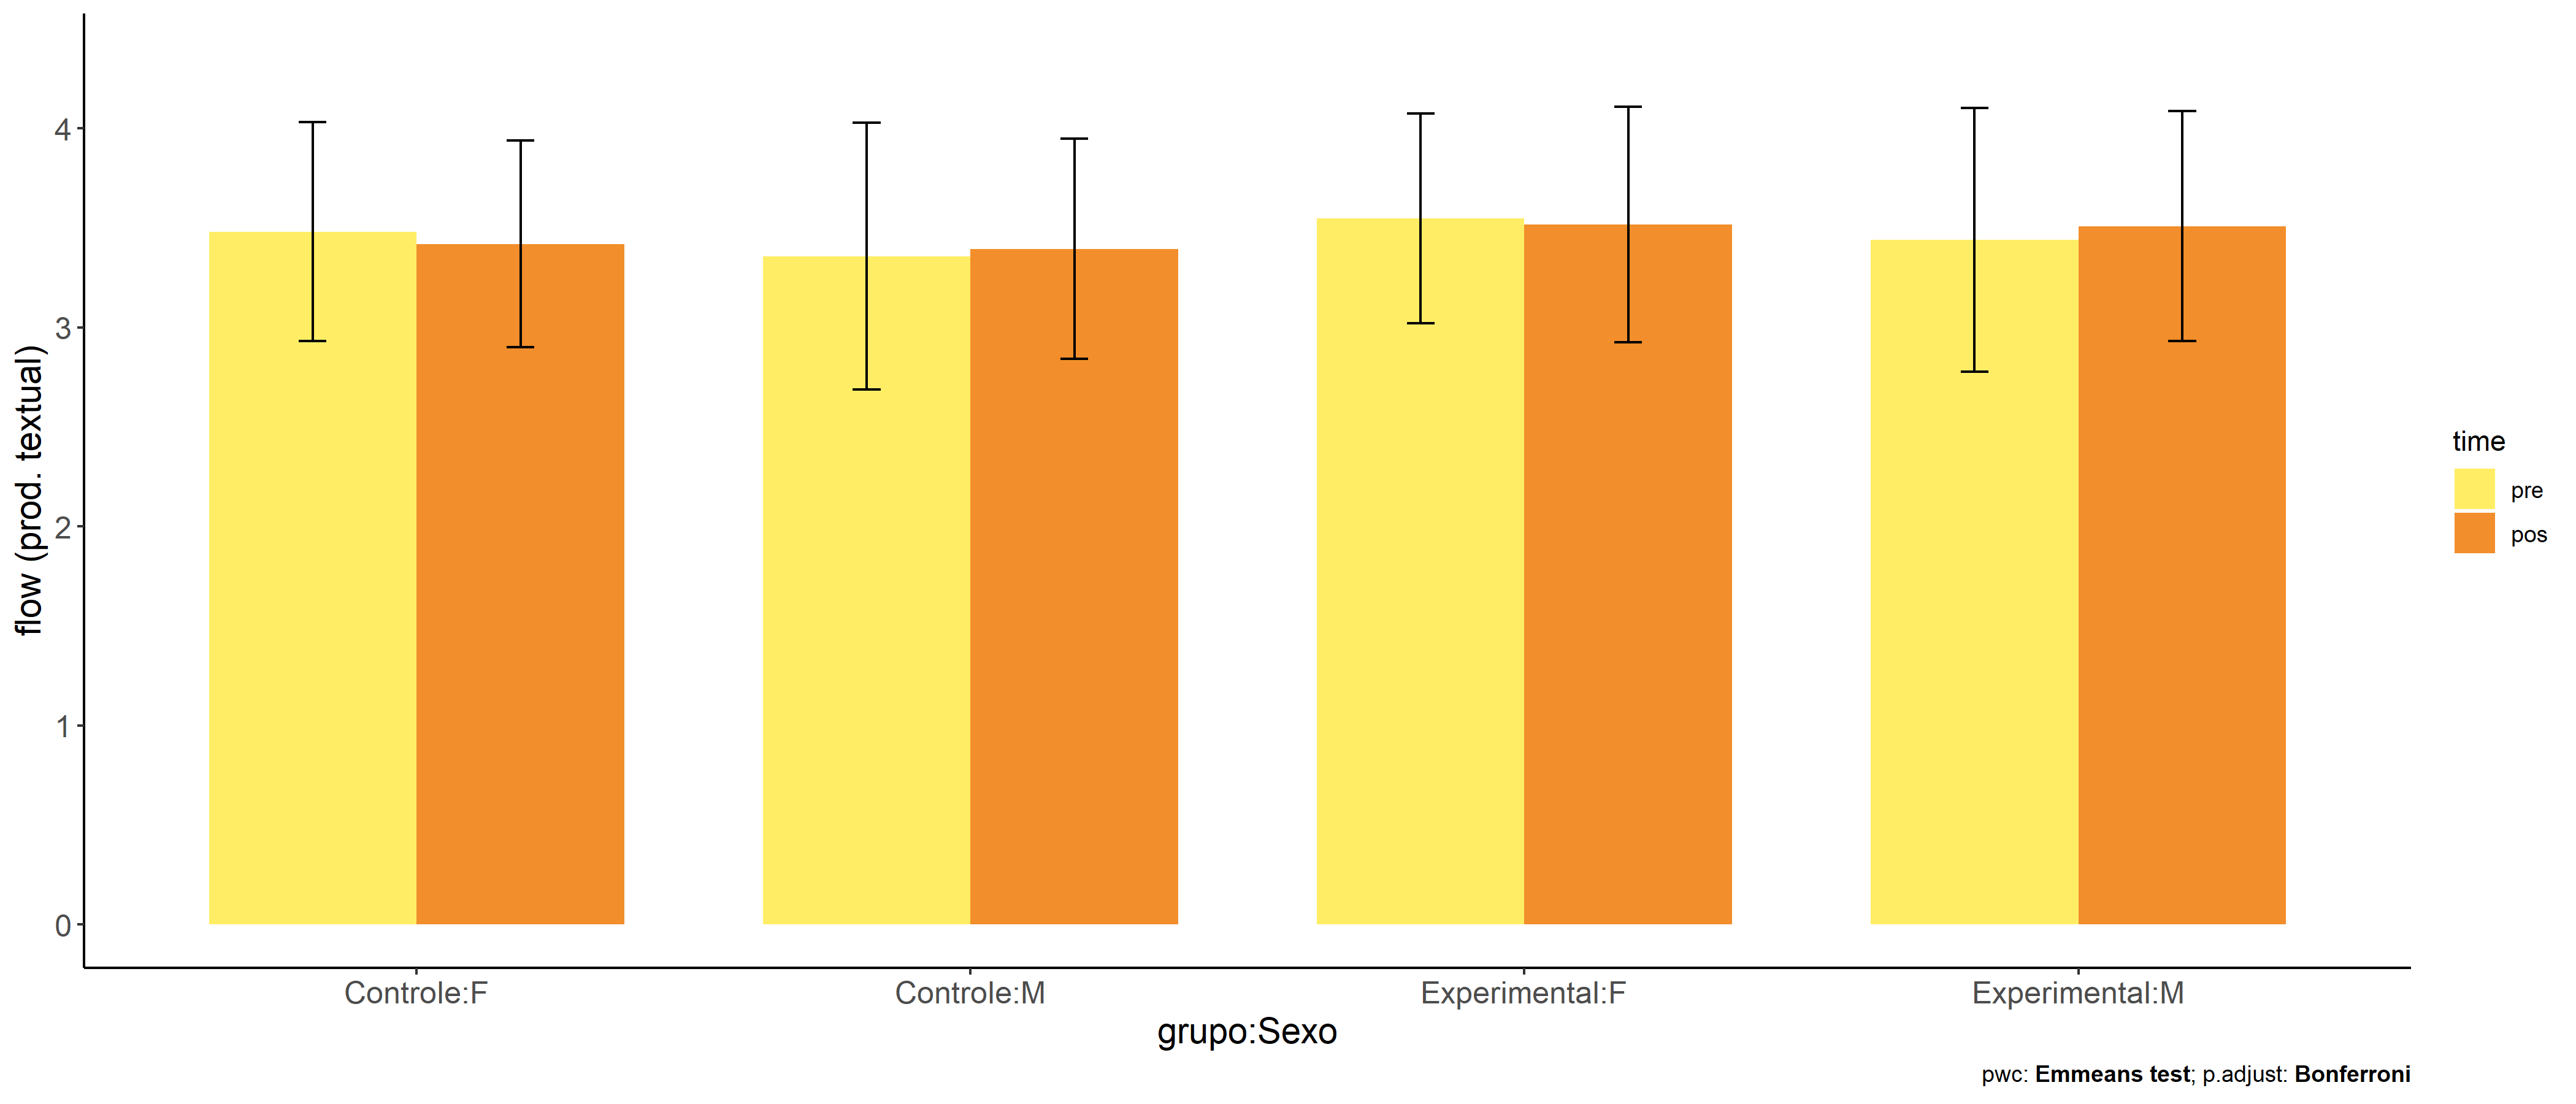 flow (prod. textual)
4
3
2
1
0
Controle:F
Controle:M
Experimental:F
Experimental:M
grupo:Sexo
time
pre
pos
pwc: Emmeans test; p.adjust: Bonferroni